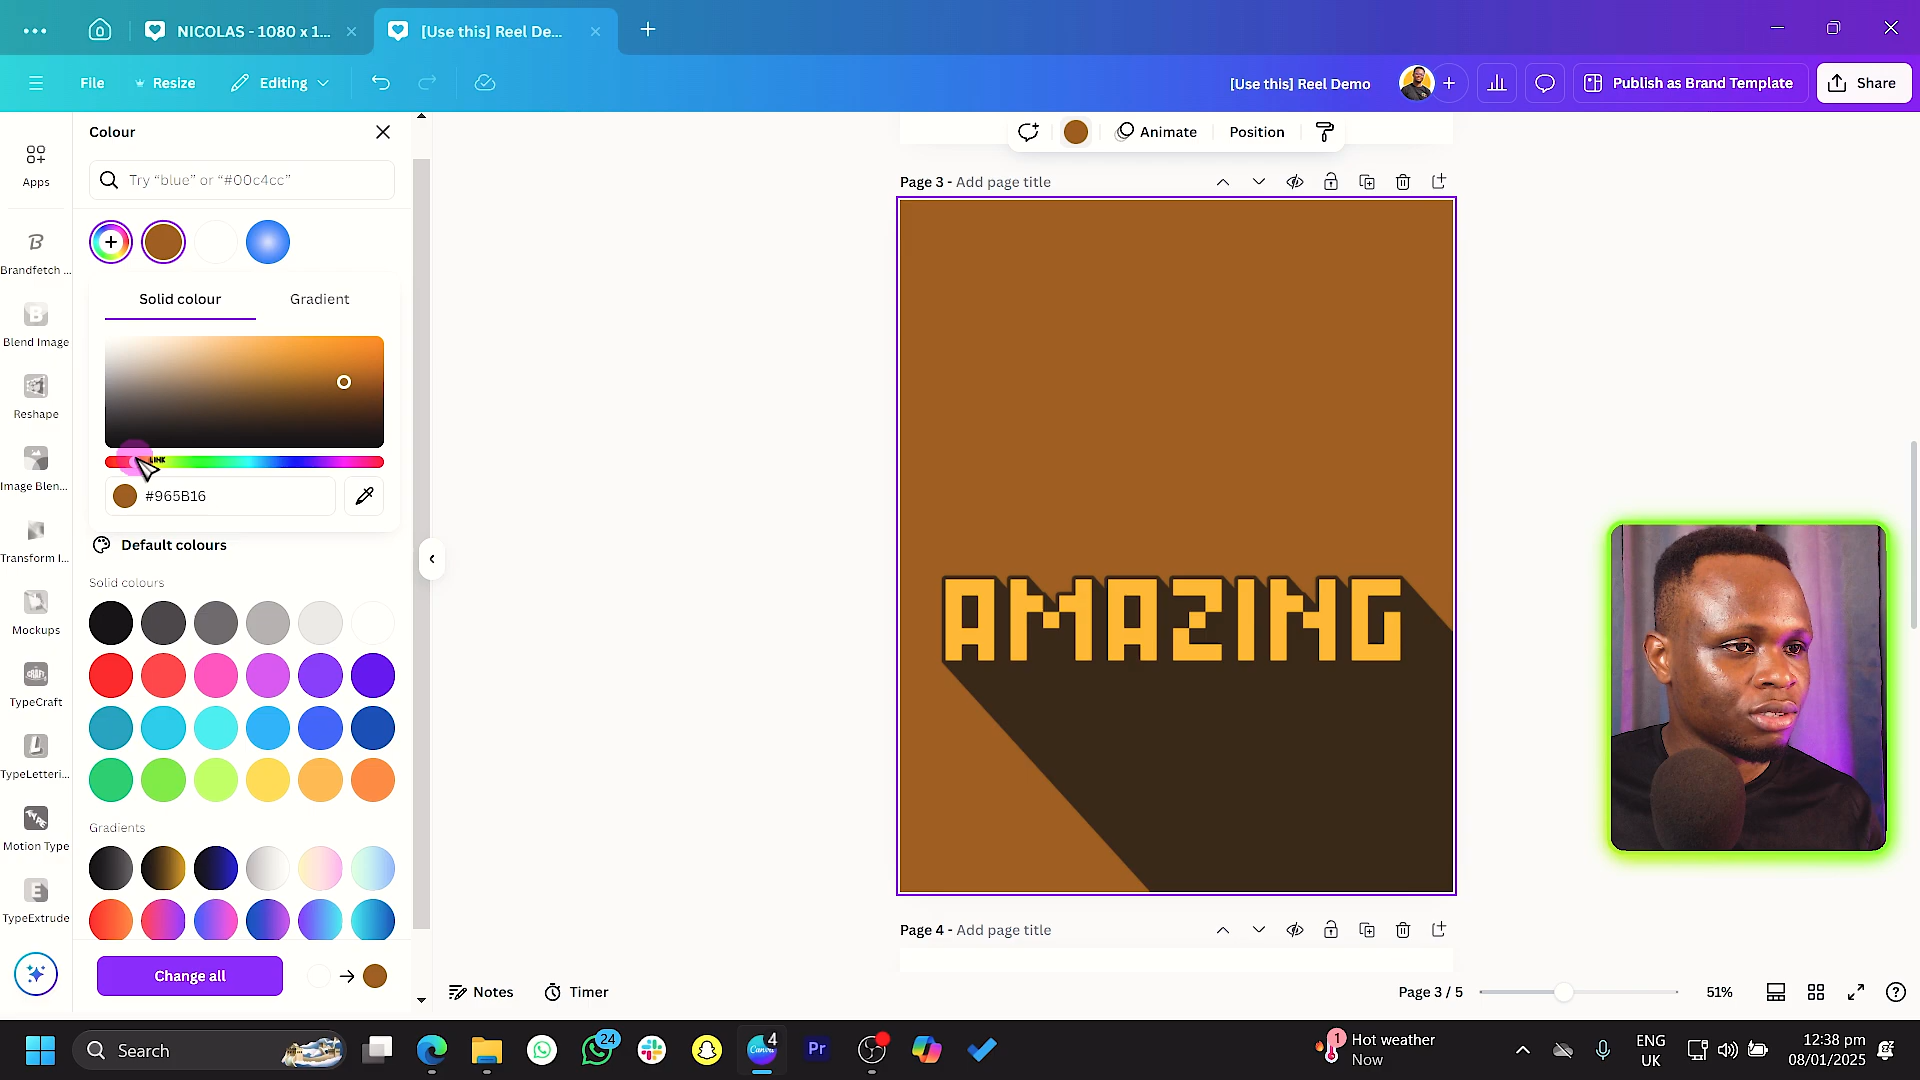 NICOLAS - 1080 x 1...
[Use this] Reel De...
File
Resize
Editing
[Use this] Reel Demo
Publish as Brand Template
Share
Apps
Brandfetch ...
Blend Image
Reshape
Image Blen...
Transform I...
Mockups
TypeCraft
TypeLetteri...
Motion Type
TypeExtrude
Colour
Try “blue” or “#00c4cc”
Solid colour
Gradient
#965B16
Default colours
Solid colours
Gradients
Change all
Animate
Position
Page 3 - Add page title
AMAZING
Page 4 - Add page title
Notes
Timer
Page 3 / 5
51%
Search
24
4
Pr
1
Hot weather
Now
ENG
UK
12:38 pm
08/01/2025